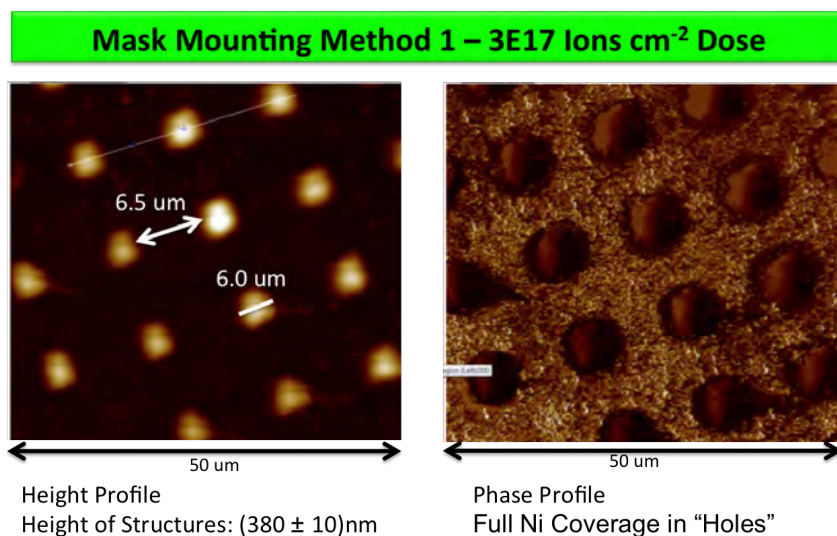 Mask Mounting Method 1 – 3E17 Ions cm⁻² Dose
6.5 um
6.0 um
50 um
50 um
Height Profile
Height of Structures: (380 ± 10)nm
Phase Profile
Full Ni Coverage in “Holes”